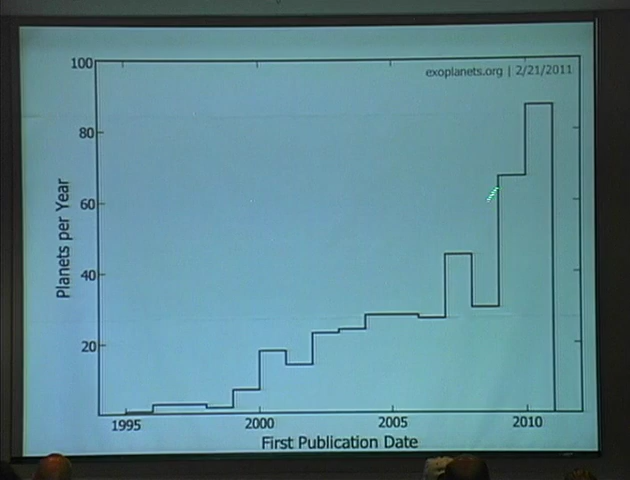 100
exoplanets.org | 2/21/2011
80
60
40
20
Planets per Year
1995 2000 2005 2010
First Publication Date